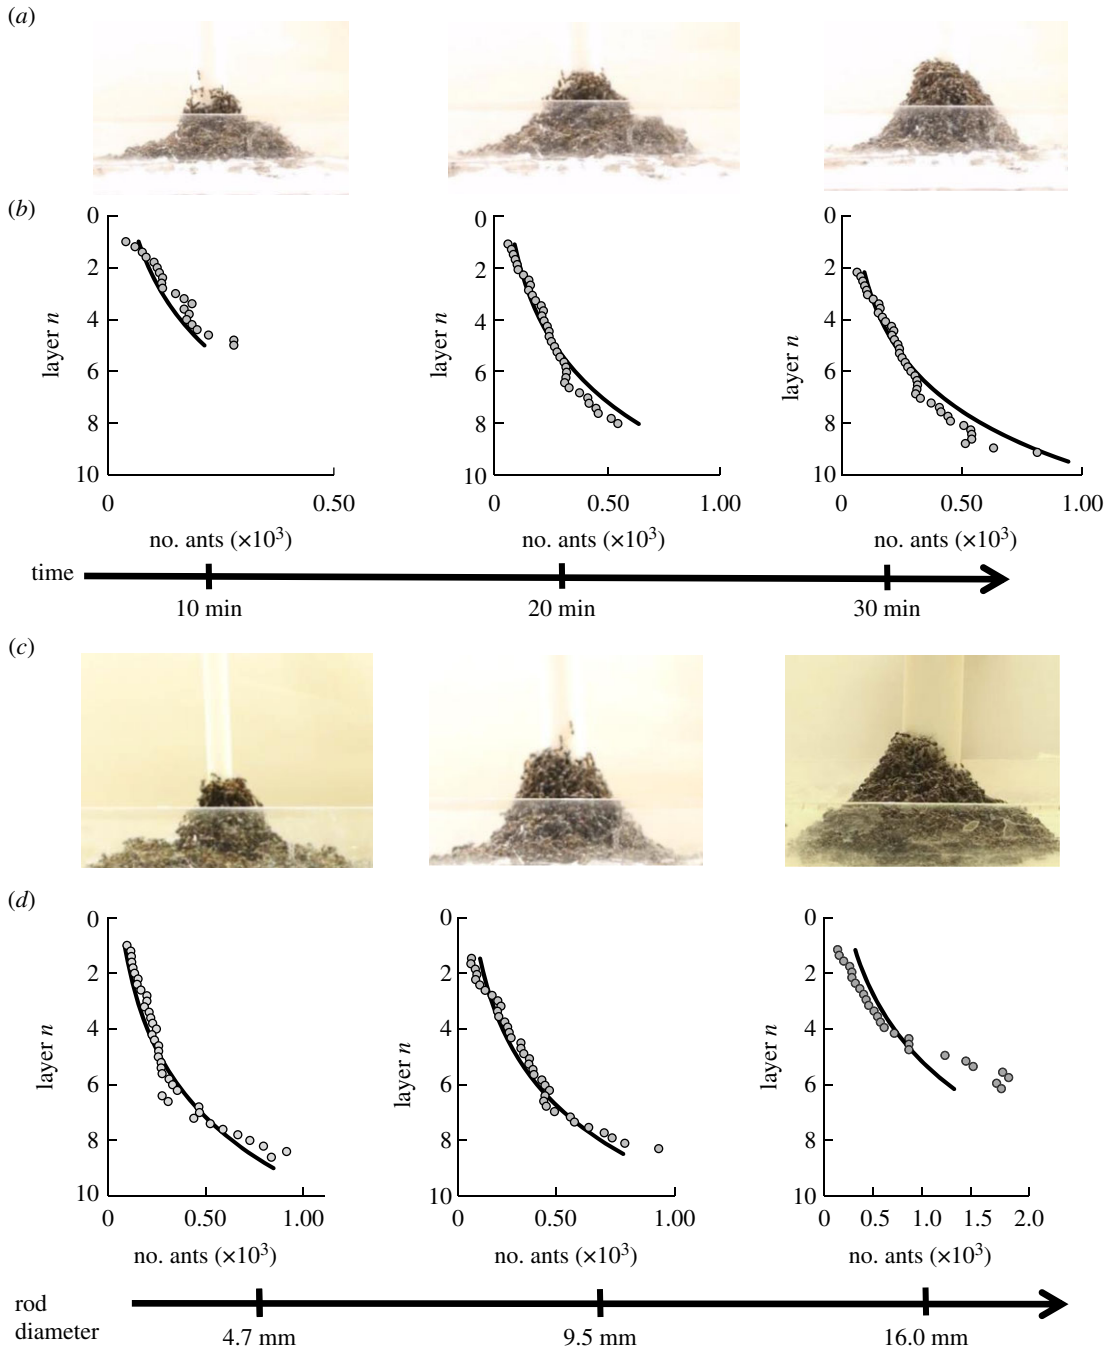 (a)
(b)
0
2
4
6
8
10
layer n
0
0.50
no. ants (×10³)
0
2
4
6
8
10
layer n
0
0.50
1.00
no. ants (×10³)
0
2
4
6
8
10
layer n
0
0.50
1.00
no. ants (×10³)
time
10 min
20 min
30 min
(c)
(d)
0
2
4
6
8
10
layer n
0
0.50
1.00
no. ants (×10³)
0
2
4
6
8
10
layer n
0
0.50
1.00
no. ants (×10³)
0
2
4
6
8
10
layer n
0
0.5
1.0
2.0
no. ants (×10³)
rod
diameter
4.7 mm
9.5 mm
16.0 mm